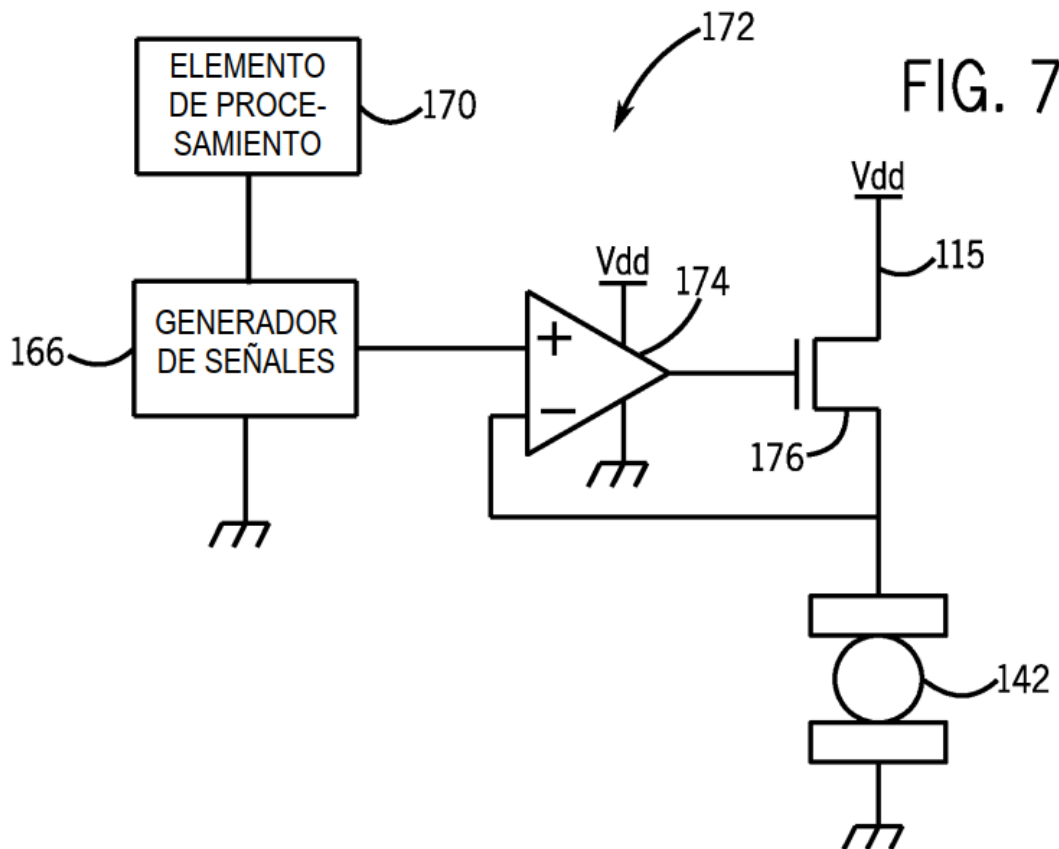 172
FIG. 7
ELEMENTO
DE PROCE-
SAMIENTO
170
Vdd
115
Vdd
174
GENERADOR
DE SEÑALES
166
+
−
176
142